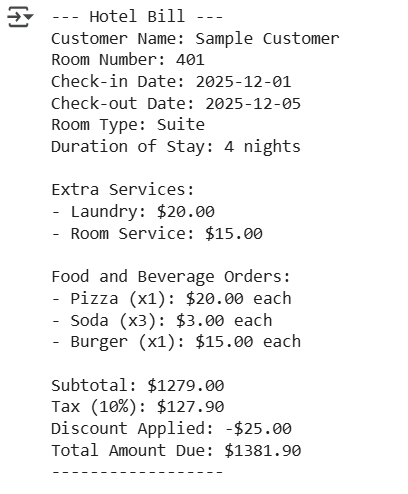 --- Hotel Bill ---
Customer Name: Sample Customer
Room Number: 401
Check-in Date: 2025-12-01
Check-out Date: 2025-12-05
Room Type: Suite
Duration of Stay: 4 nights

Extra Services:
- Laundry: $20.00
- Room Service: $15.00

Food and Beverage Orders:
- Pizza (x1): $20.00 each
- Soda (x3): $3.00 each
- Burger (x1): $15.00 each

Subtotal: $1279.00
Tax (10%): $127.90
Discount Applied: -$25.00
Total Amount Due: $1381.90
------------------